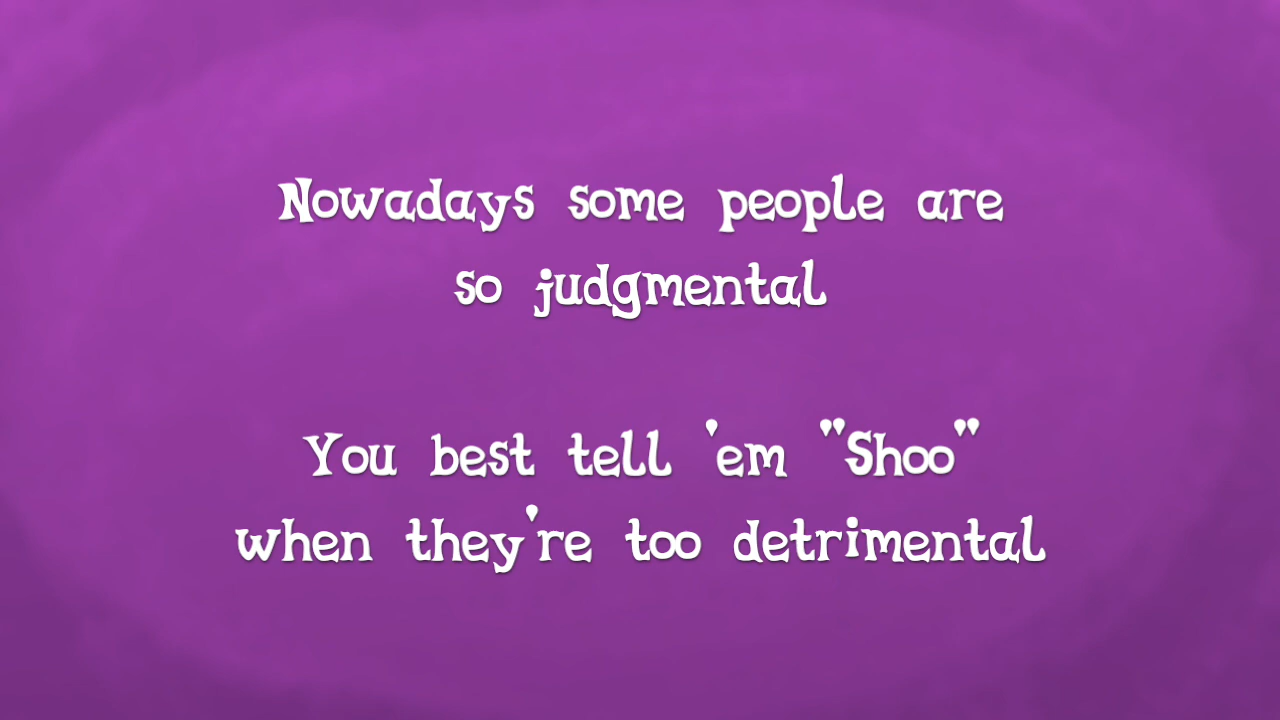 Nowadays some people are
so judgmental
You best tell 'em "Shoo"
when they're too detrimental